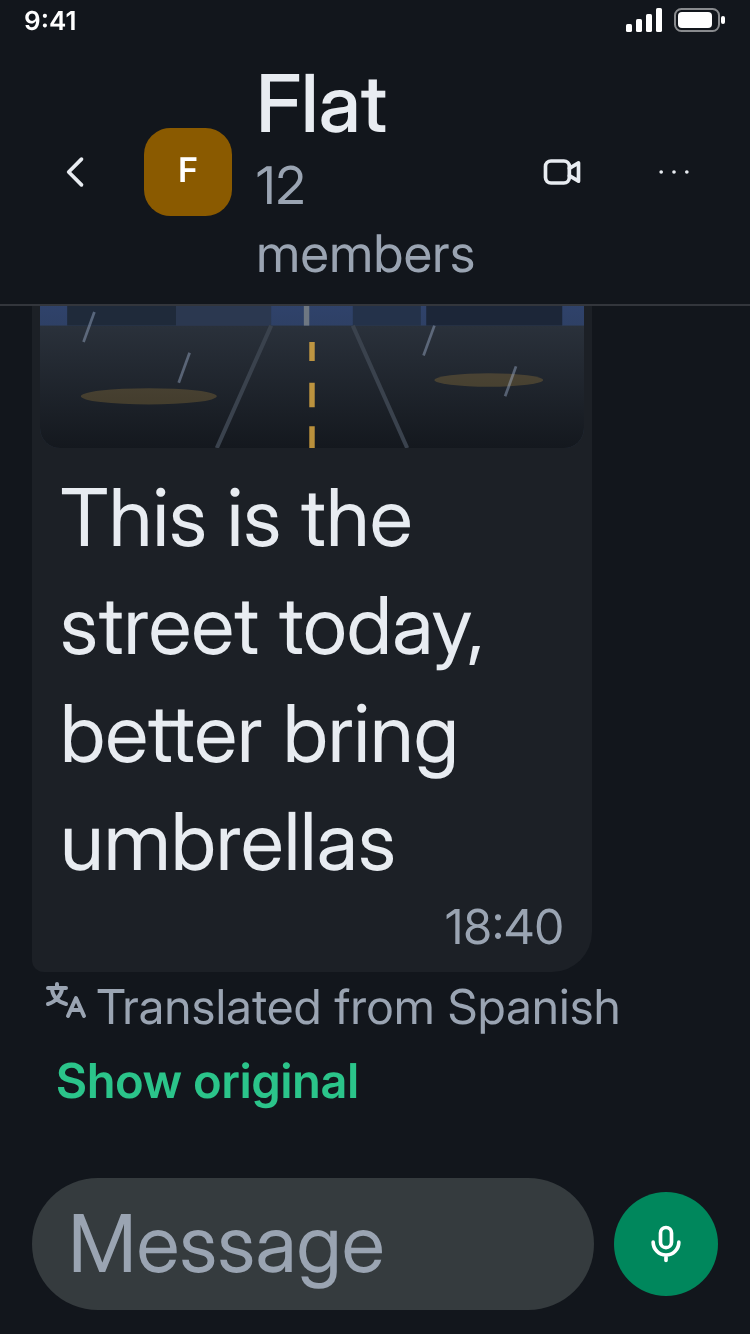 9:41
F
Flat
12
members
This is the
street today,
better bring
umbrellas
18:40
Translated from Spanish
Show original
Message